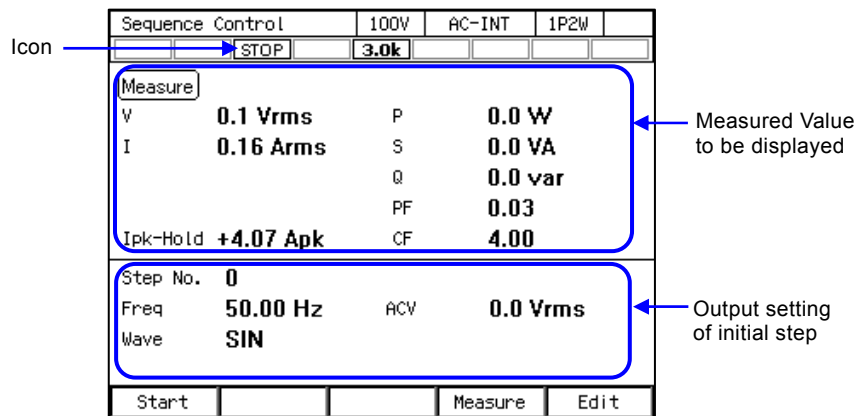 Sequence Control 100V AC-INT 1P2W
Icon STOP 3.0k
Measure
V 0.1 Vrms P 0.0 W
I 0.16 Arms S 0.0 VA
Q 0.0 var
PF 0.03
Ipk-Hold +4.07 Apk CF 4.00
Measured Value
to be displayed
Step No. 0
Freq 50.00 Hz ACV 0.0 Vrms
Wave SIN
Output setting
of initial step
Start Measure Edit